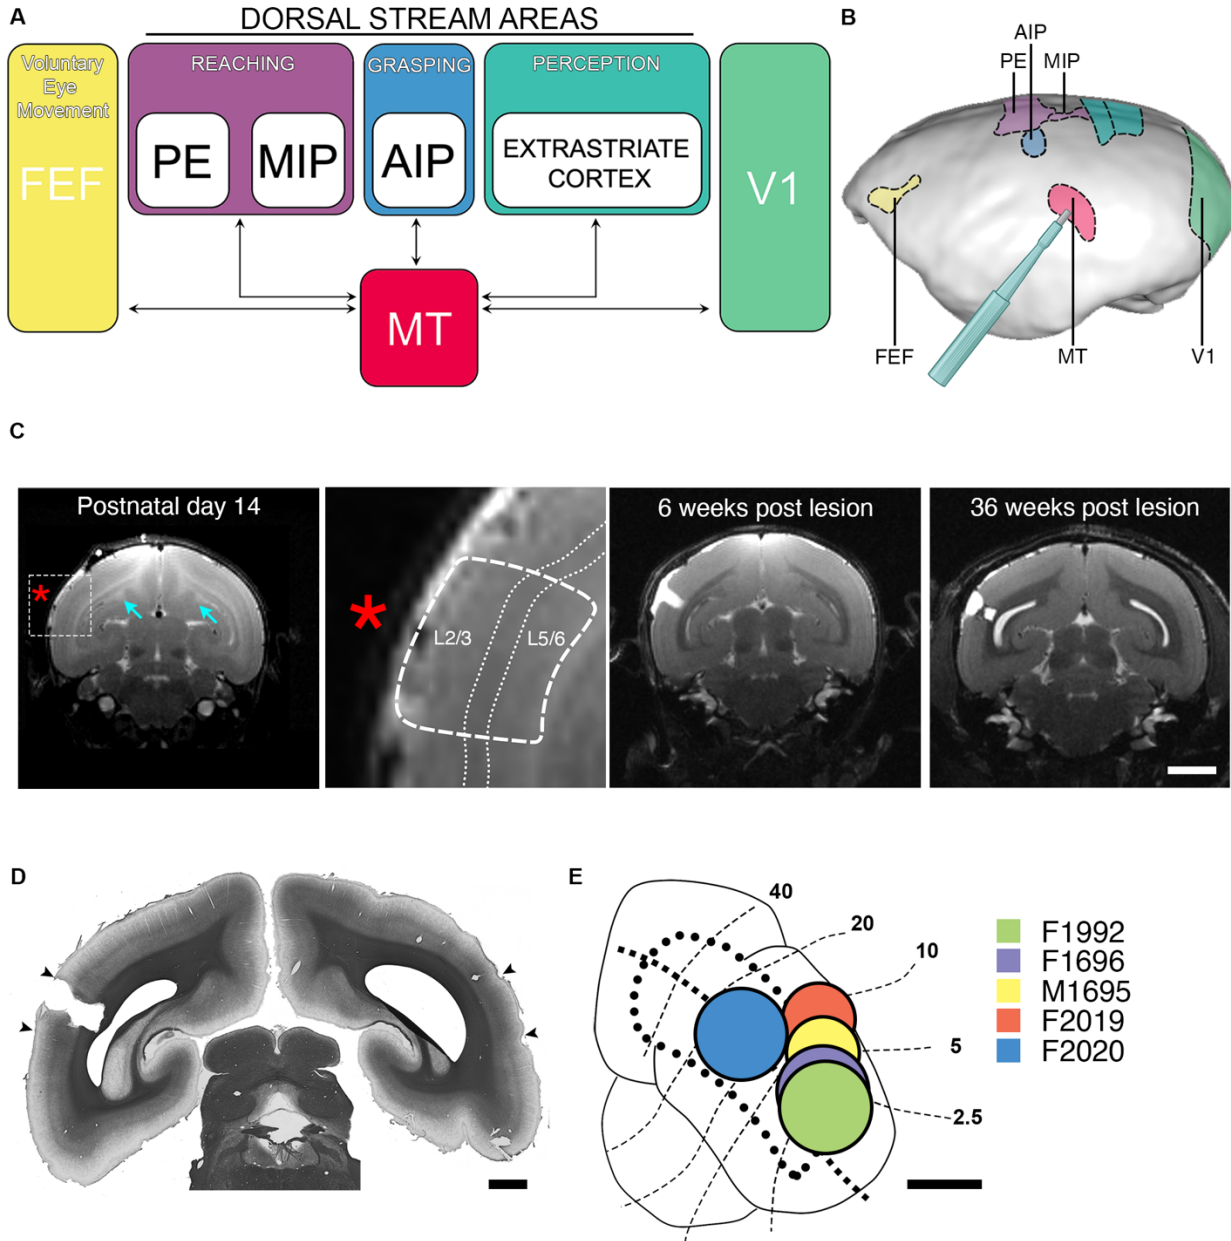 A
DORSAL STREAM AREAS
Voluntary
Eye
Movement
FEF
REACHING
PE
MIP
GRASPING
AIP
PERCEPTION
EXTRASTRIATE
CORTEX
V1
MT
B
AIP
PE
MIP
FEF
MT
V1
C
Postnatal day 14
*
*
L2/3
L5/6
6 weeks post lesion
36 weeks post lesion
D
E
40
20
10
5
2.5
F1992
F1696
M1695
F2019
F2020